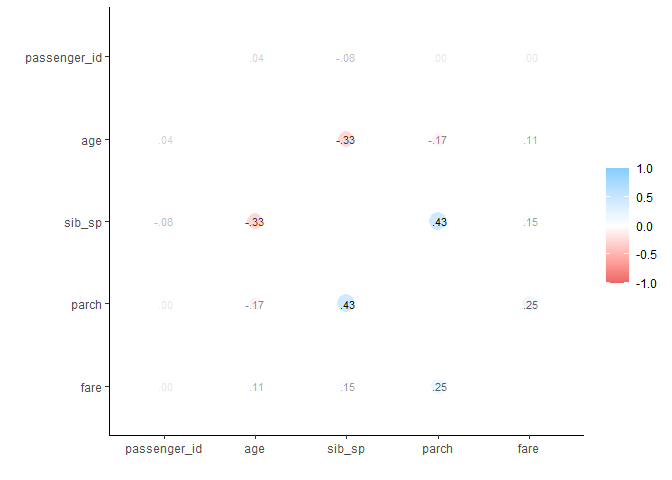 passenger_id .04 -.08 .00 .00
age .04 -.33 -.17 .11
sib_sp -.08 -.33 .43 .15
parch .00 -.17 .43 .25
fare .00 .11 .15 .25
passenger_id age sib_sp parch fare
1.0
0.5
0.0
-0.5
-1.0